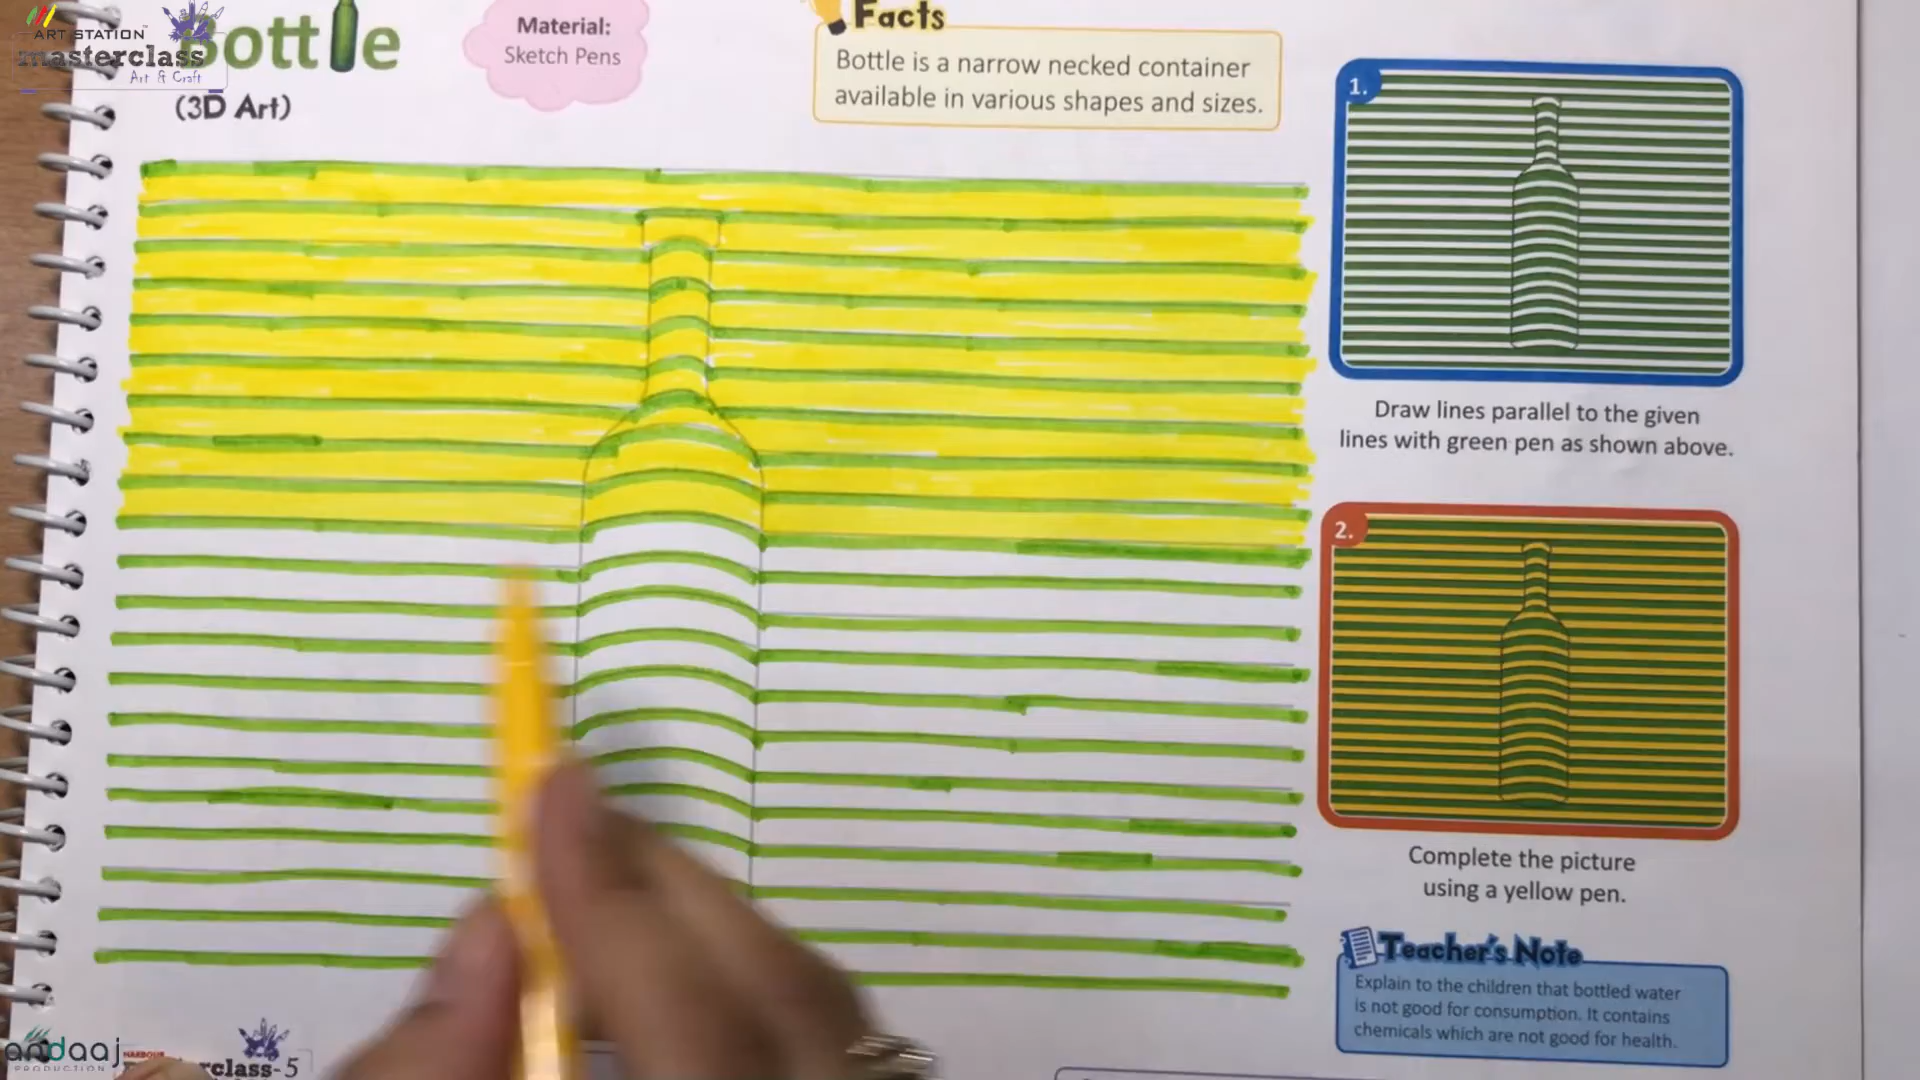 ART STATION
masterclass
Art & Craft
Bottle
(3D Art)
Material:
Sketch Pens
Facts
Bottle is a narrow necked container
available in various shapes and sizes.
1.
Draw lines parallel to the given
lines with green pen as shown above.
2.
Complete the picture
using a yellow pen.
Teacher's Note
Explain to the children that bottled water
is not good for consumption. It contains
chemicals which are not good for health.
andaaj
PRODUCTION
HARBOUR
rclass-5